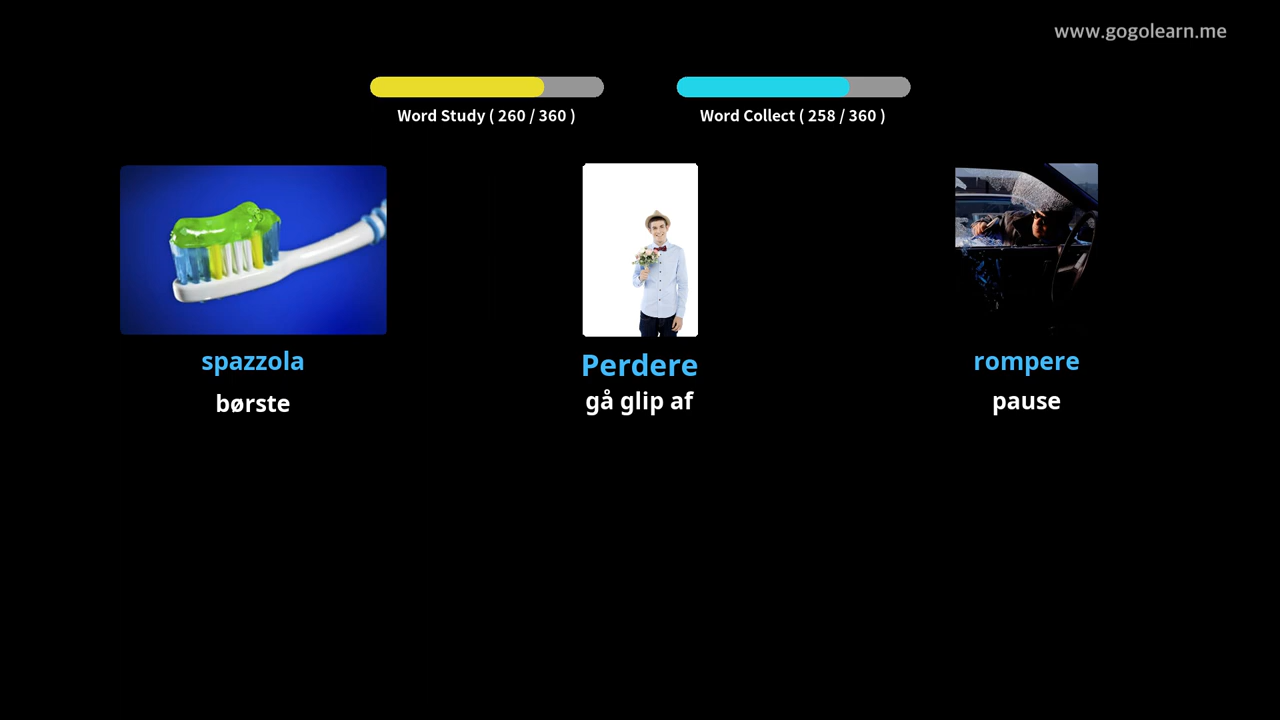 www.gogolearn.me
Word Study ( 260 / 360 )
Word Collect ( 258 / 360 )
spazzola
børste
Perdere
gå glip af
rompere
pause